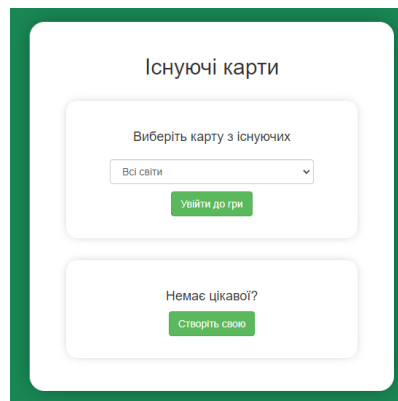 Існуючі карти
Виберіть карту з існуючих
Всі світи
Увійти до гри
Немає цікавої?
Створіть свою